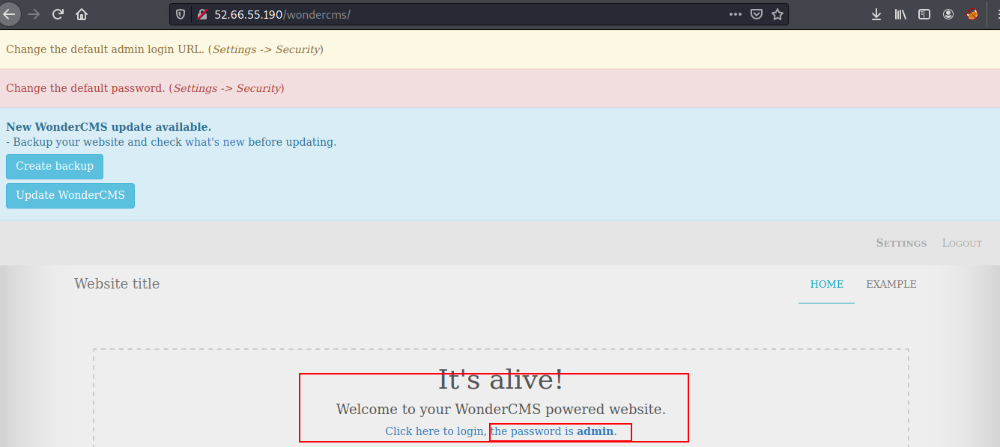 52.66.55.190/wondercms/
Change the default admin login URL. (Settings -> Security)
Change the default password. (Settings -> Security)
New WonderCMS update available.
- Backup your website and check what's new before updating.
Create backup
Update WonderCMS
SETTINGS LOGOUT
Website title HOME EXAMPLE
It's alive!
Welcome to your WonderCMS powered website.
Click here to login, the password is admin.